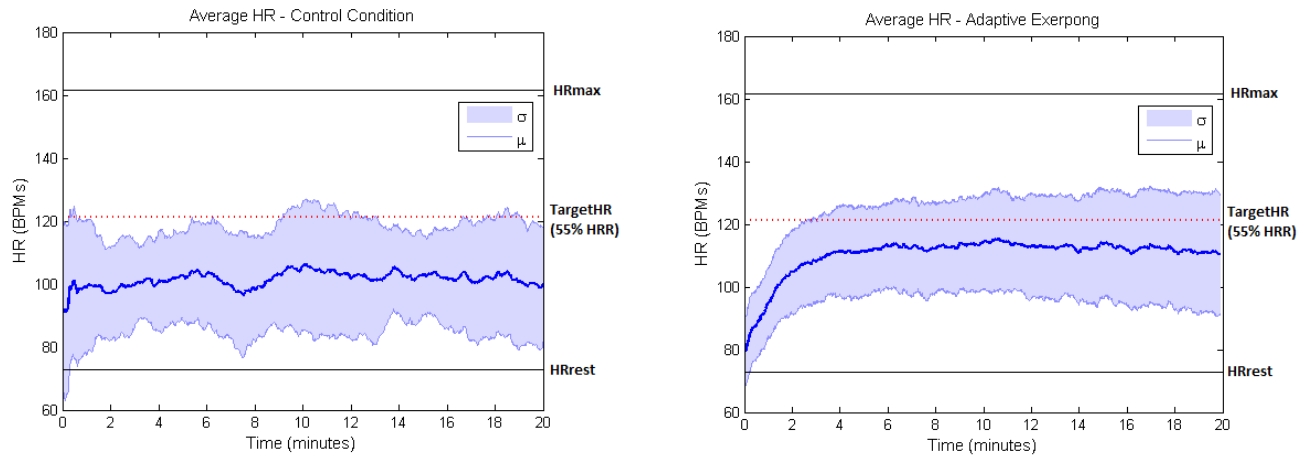 Average HR - Control Condition
180
160
140
120
100
80
60
HR (BPMs)
0
2
4
6
8
10
12
14
16
18
20
Time (minutes)
σ
μ
HRmax
TargetHR
(55% HRR)
HRrest
Average HR - Adaptive Exerpong
180
160
140
120
100
80
60
HR (BPMs)
0
2
4
6
8
10
12
14
16
18
20
Time (minutes)
σ
μ
HRmax
TargetHR
(55% HRR)
HRrest